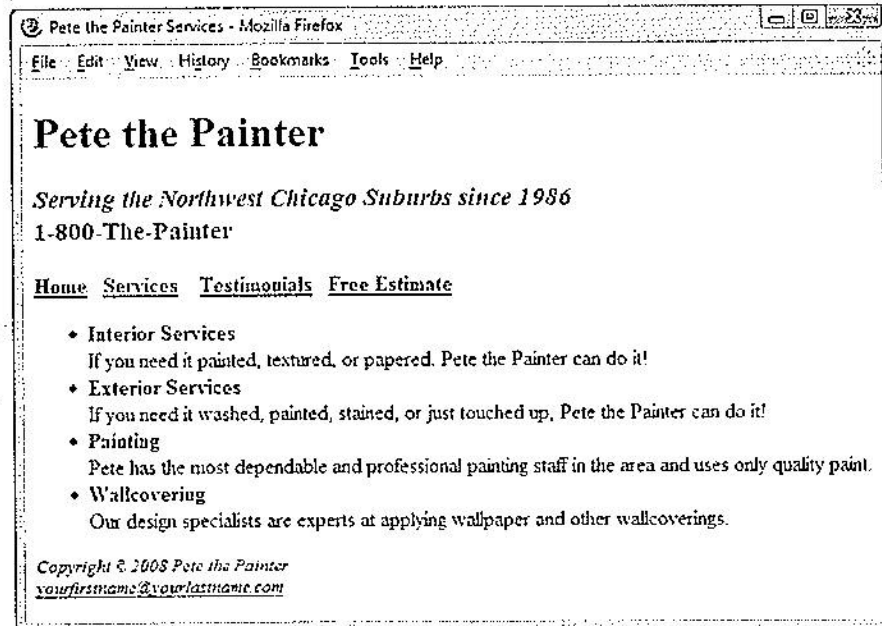 Pete the Painter Services - Mozilla Firefox
File Edit View History Bookmarks Tools Help
Pete the Painter
Serving the Northwest Chicago Suburbs since 1986
1-800-The-Painter
Home Services Testimonials Free Estimate
• Interior Services
If you need it painted, textured, or papered. Pete the Painter can do it!
• Exterior Services
If you need it washed, painted, stained, or just touched up, Pete the Painter can do it!
• Painting
Pete has the most dependable and professional painting staff in the area and uses only quality paint.
• Wallcovering
Our design specialists are experts at applying wallpaper and other wallcoverings.
Copyright © 2008 Pete the Painter
yourfirstname@yourlastname.com